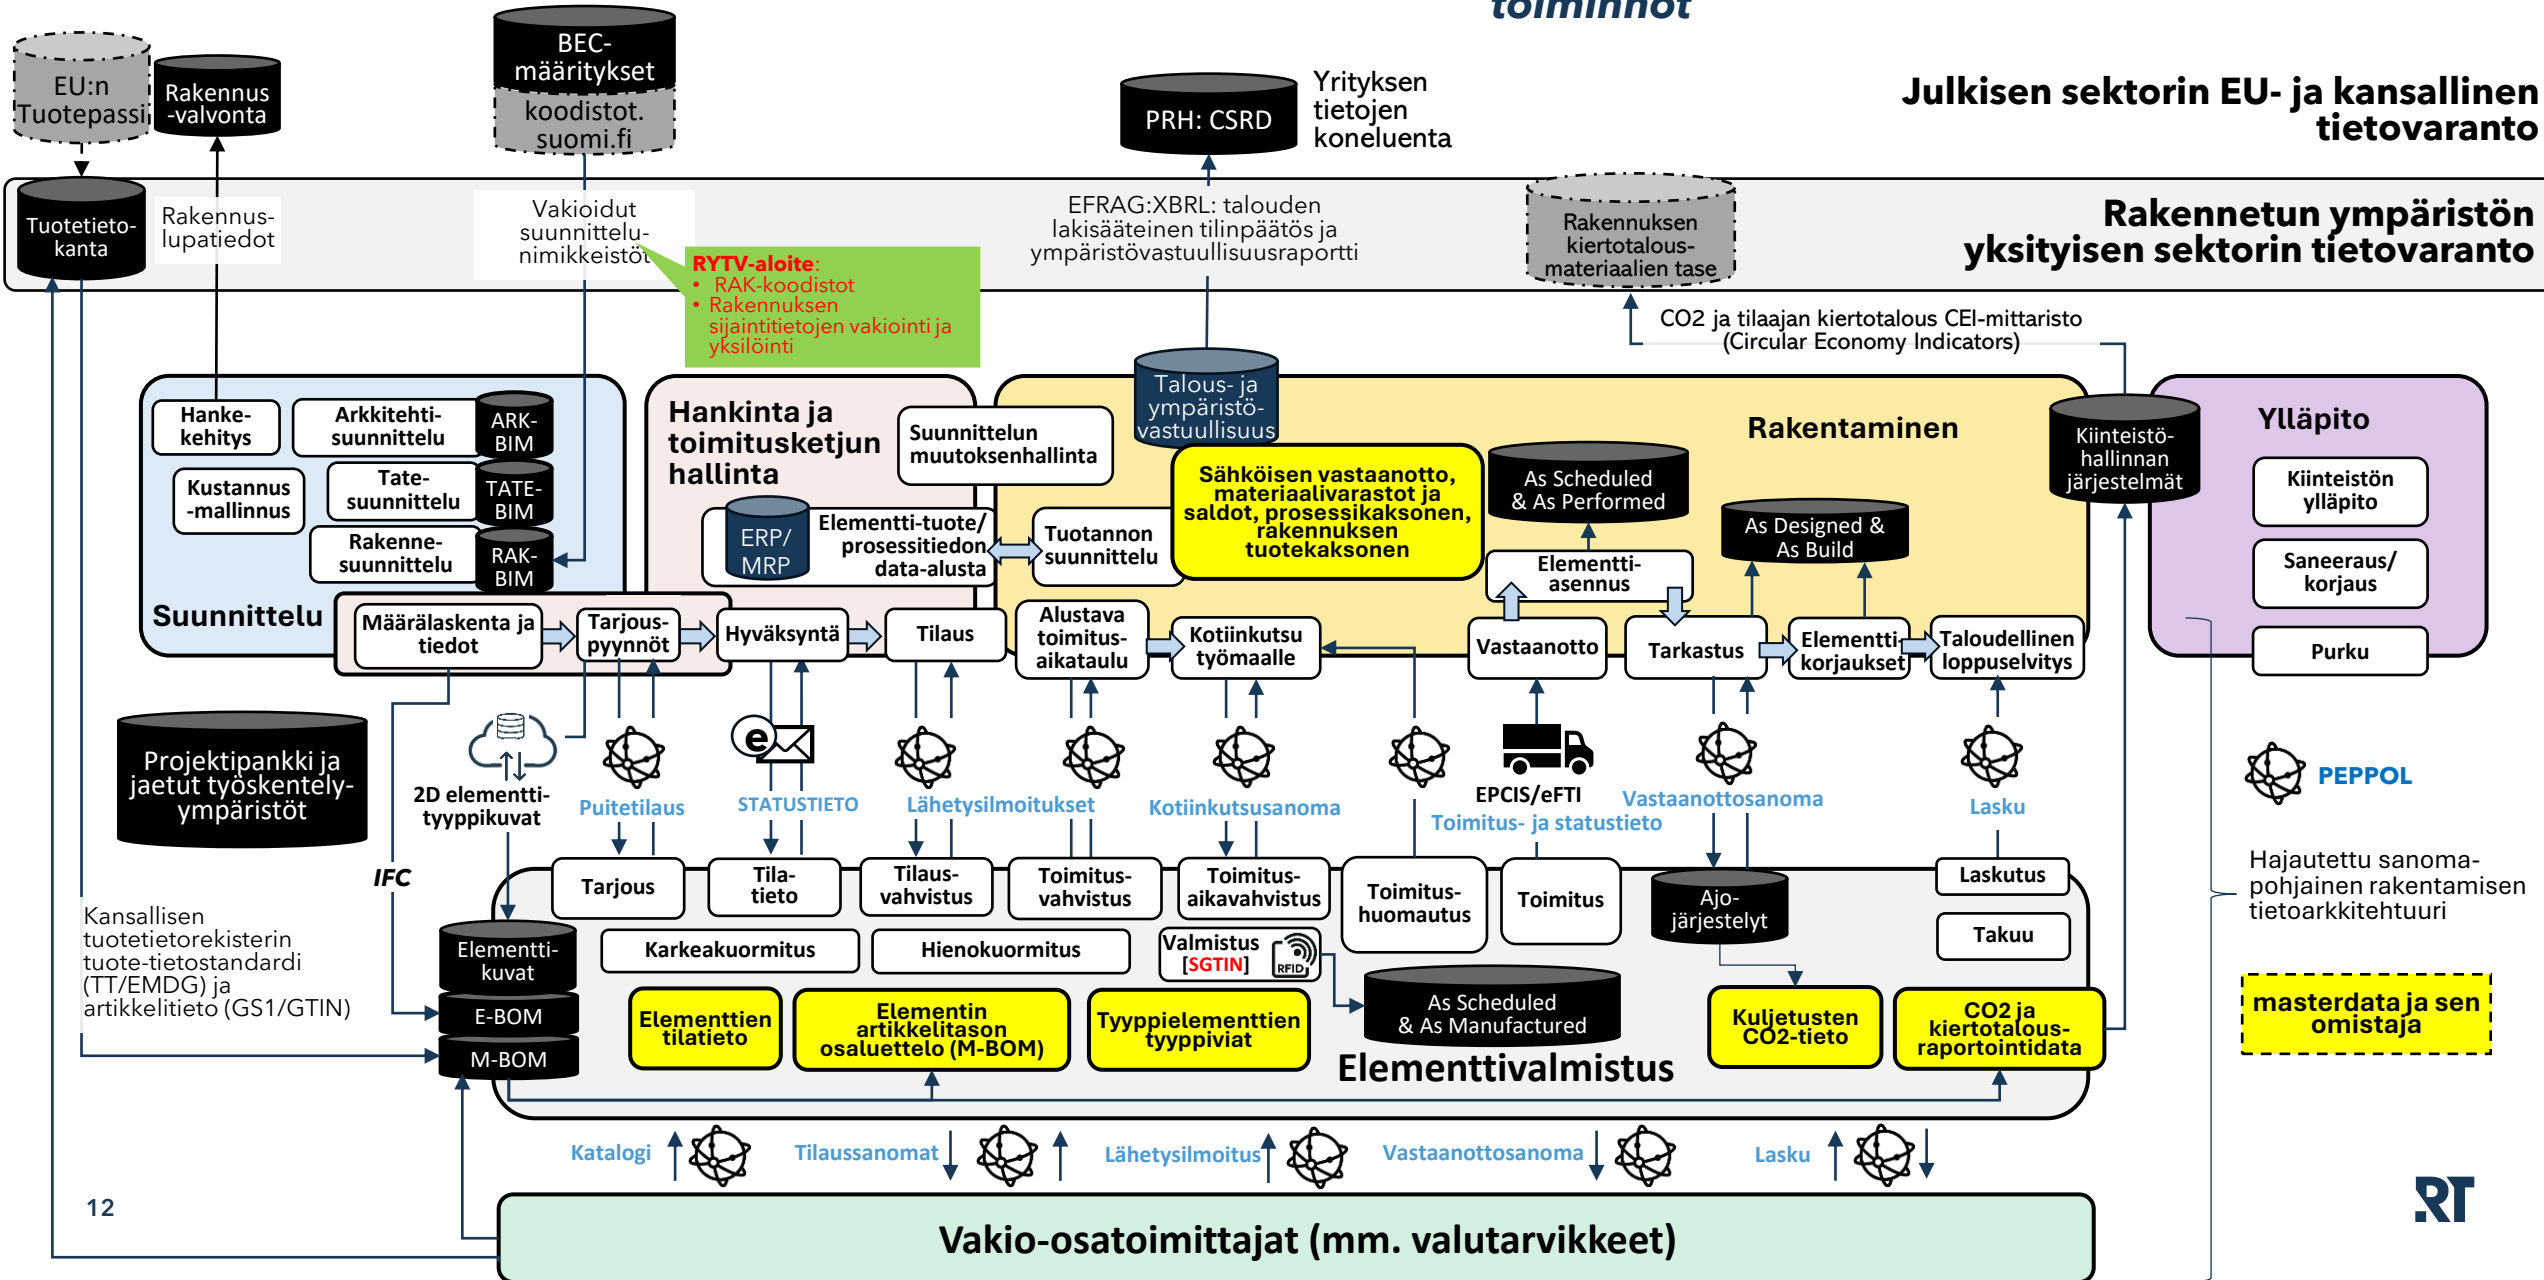 toiminnot
EU:n
Tuotepassi
Rakennus
-valvonta
BEC-
määritykset
koodistot.
suomi.fi
PRH: CSRD
Yrityksen
tietojen
koneluenta
Julkisen sektorin EU- ja kansallinen
tietovaranto
Tuotetieto-
kanta
Rakennus-
lupatiedot
Vakioidut
suunnittelu-
nimikkeistöt
EFRAG:XBRL: talouden
lakisääteinen tilinpäätös ja
ympäristövastuullisuusraportti
Rakennuksen
kiertotalous-
materiaalien tase
Rakennetun ympäristön
yksityisen sektorin tietovaranto
RYTV-aloite:
• RAK-koodistot
• Rakennuksen
sijaintitietojen vakiointi ja
yksilöinti
CO2 ja tilaajan kiertotalous CEI-mittaristo
(Circular Economy Indicators)
Hanke-
kehitys
Arkkitehti-
suunnittelu
ARK-
BIM
Kustannus
-mallinnus
Tate-
suunnittelu
TATE-
BIM
Rakenne-
suunnittelu
RAK-
BIM
Suunnittelu
Hankinta ja
toimitusketjun
hallinta
Suunnittelun
muutoksenhallinta
ERP/
MRP
Elementti-tuote/
prosessitiedon
data-alusta
Talous- ja
ympäristö-
vastuullisuus
Tuotannon
suunnittelu
Sähköisen vastaanotto,
materiaalivarastot ja
saldot, prosessikaksonen,
rakennuksen
tuotekaksonen
As Scheduled
& As Performed
Rakentaminen
As Designed &
As Build
Elementti-
asennus
Kiinteistö-
hallinnan
järjestelmät
Ylläpito
Kiinteistön
ylläpito
Saneeraus/
korjaus
Purku
Määrälaskenta ja
tiedot
Tarjous-
pyynnöt
Hyväksyntä
Tilaus
Alustava
toimitus-
aikataulu
Kotiinkutsu
työmaalle
Vastaanotto
Tarkastus
Elementti
korjaukset
Taloudellinen
loppuselvitys
Projektipankki ja
jaetut työskentely-
ympäristöt
2D elementti-
tyyppikuvat
Puitetilaus
e
STATUSTIETO
Lähetysilmoitukset
Kotiinkutsusanoma
EPCIS/eFTI
Toimitus- ja statustieto
Vastaanottosanoma
Lasku
PEPPOL
IFC
Kansallisen
tuotetietorekisterin
tuote-tietostandardi
(TT/EMDG) ja
artikkelitieto (GS1/GTIN)
Tarjous
Tila-
tieto
Tilaus-
vahvistus
Toimitus-
vahvistus
Toimitus-
aikavahvistus
Toimitus-
huomautus
Toimitus
Ajo-
järjestelyt
Laskutus
Takuu
Hajautettu sanoma-
pohjainen rakentamisen
tietoarkkitehtuuri
Elementti-
kuvat
E-BOM
M-BOM
Karkeakuormitus
Hienokuormitus
Valmistus
[SGTIN]
RFID
As Scheduled
& As Manufactured
Elementtien
tilatieto
Elementin
artikkelitason
osaluettelo (M-BOM)
Tyyppielementtien
tyyppiviat
Kuljetusten
CO2-tieto
CO2 ja
kiertotalous-
raportointidata
masterdata ja sen
omistaja
Elementtivalmistus
Katalogi
Tilaussanomat
Lähetysilmoitus
Vastaanottosanoma
Lasku
12
Vakio-osatoimittajat (mm. valutarvikkeet)
RT